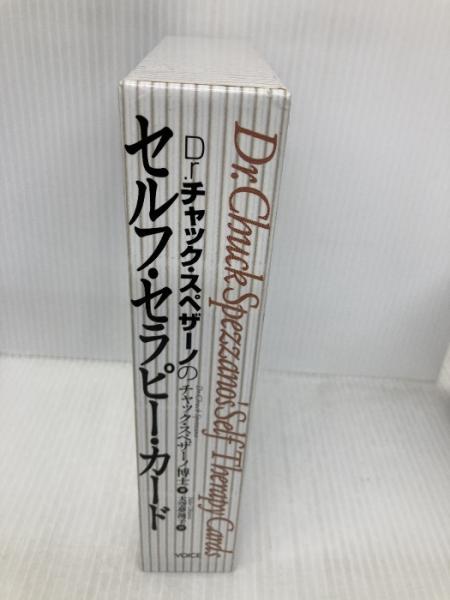 Dr. Chuck Spezzano's Self Therapy Cards
Dr.チャック・スペザーノの
セルフ・セラピー・カード
チャック・スペザーノ博士 著
VOICE